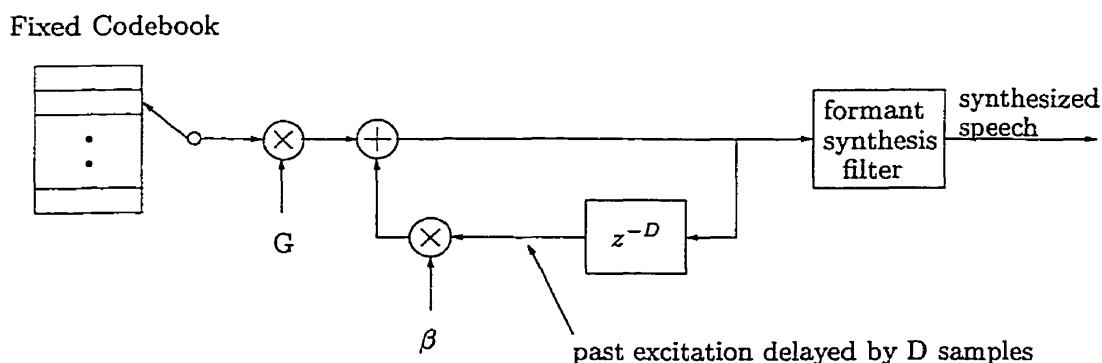 Fixed Codebook
G
β
z^{-D}
formant
synthesis
filter
synthesized
speech
past excitation delayed by D samples